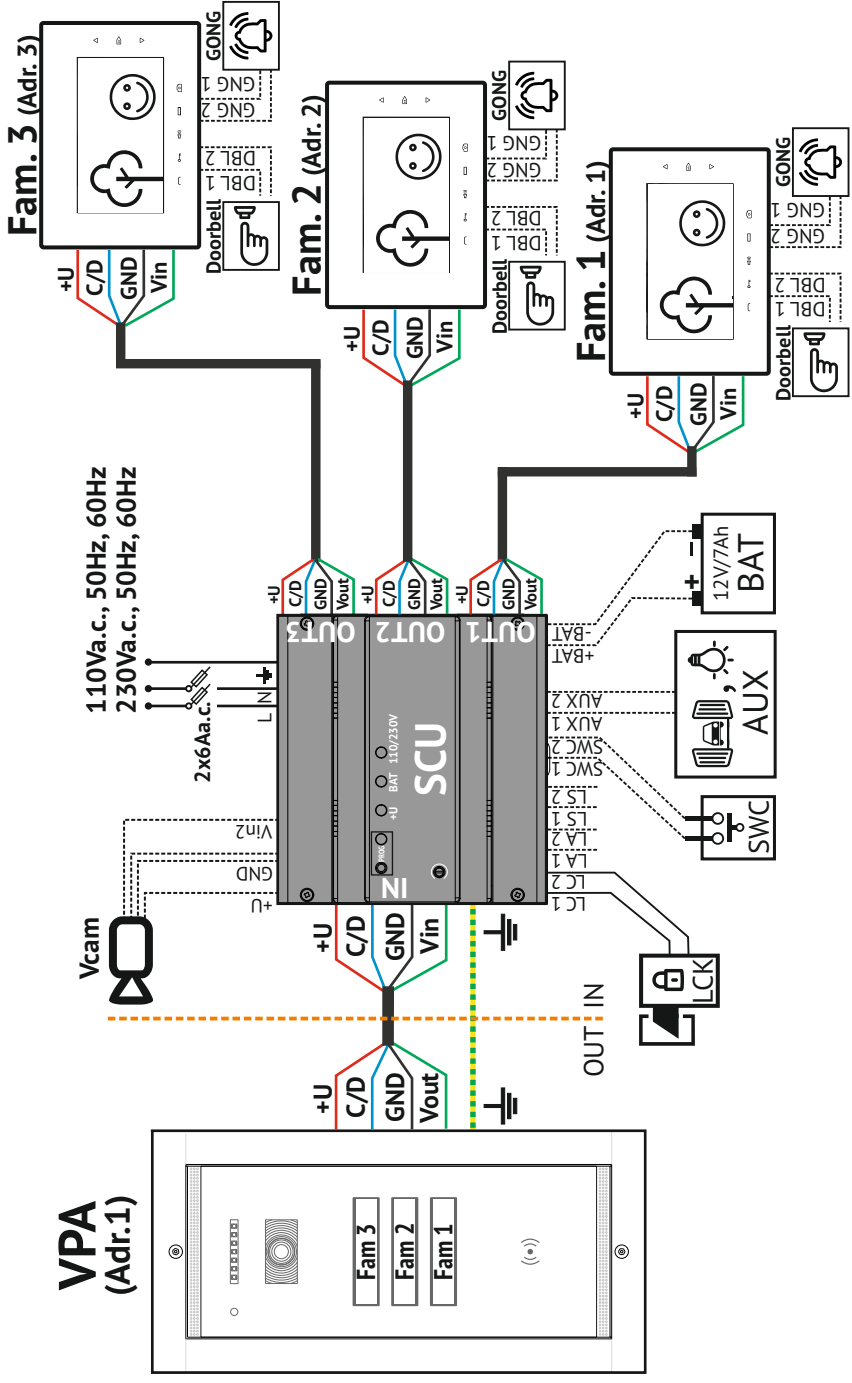 VPA
(Adr.1)
Fam 3
Fam 2
Fam 1
+U
C/D
GND
Vout
OUT
IN
+U
C/D
GND
Vin
Vcam
+U
GND
Vin2
2x6Aa.c.
110Va.c., 50Hz, 60Hz
230Va.c., 50Hz, 60Hz
L
N
IN
PROG
+U
BAT
110/230V
SCU
OUT3
OUT2
OUT1
LC 1
LC 2
LA 1
LA 2
LS 1
LS 2
SWC 1
SWC 2
AUX 1
AUX 2
+BAT
-BAT
LCK
SWC
AUX
,
+
-
12V/7Ah
BAT
+U
C/D
GND
Vout
+U
C/D
GND
Vout
+U
C/D
GND
Vout
Fam. 3 (Adr. 3)
+U
C/D
GND
Vin
Doorbell
DBL 1
DBL 2
GNG 2
GNG 1
GONG
Fam. 2 (Adr. 2)
+U
C/D
GND
Vin
Doorbell
DBL 1
DBL 2
GNG 2
GNG 1
GONG
Fam. 1 (Adr. 1)
+U
C/D
GND
Vin
Doorbell
DBL 1
DBL 2
GNG 2
GNG 1
GONG